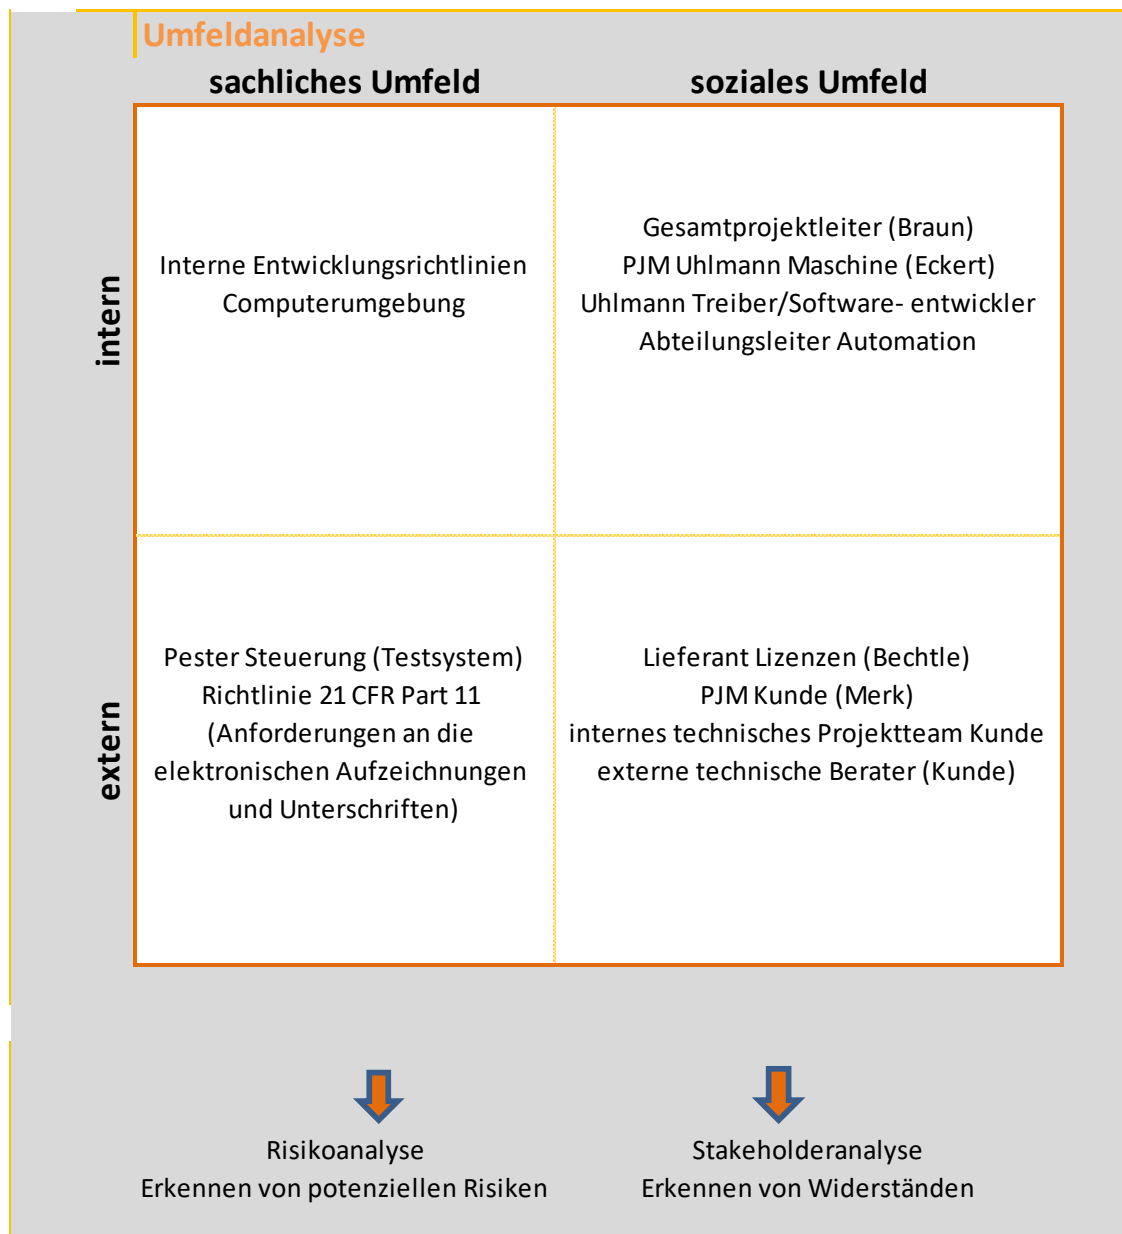 Umfeldanalyse
sachliches Umfeld
soziales Umfeld
intern
Interne Entwicklungsrichtlinien
Computerumgebung
Gesamtprojektleiter (Braun)
PJM Uhlmann Maschine (Eckert)
Uhlmann Treiber/Software- entwickler
Abteilungsleiter Automation
extern
Pester Steuerung (Testsystem)
Richtlinie 21 CFR Part 11
(Anforderungen an die
elektronischen Aufzeichnungen
und Unterschriften)
Lieferant Lizenzen (Bechtle)
PJM Kunde (Merk)
internes technisches Projektteam Kunde
externe technische Berater (Kunde)
Risikoanalyse
Erkennen von potenziellen Risiken
Stakeholderanalyse
Erkennen von Widerständen